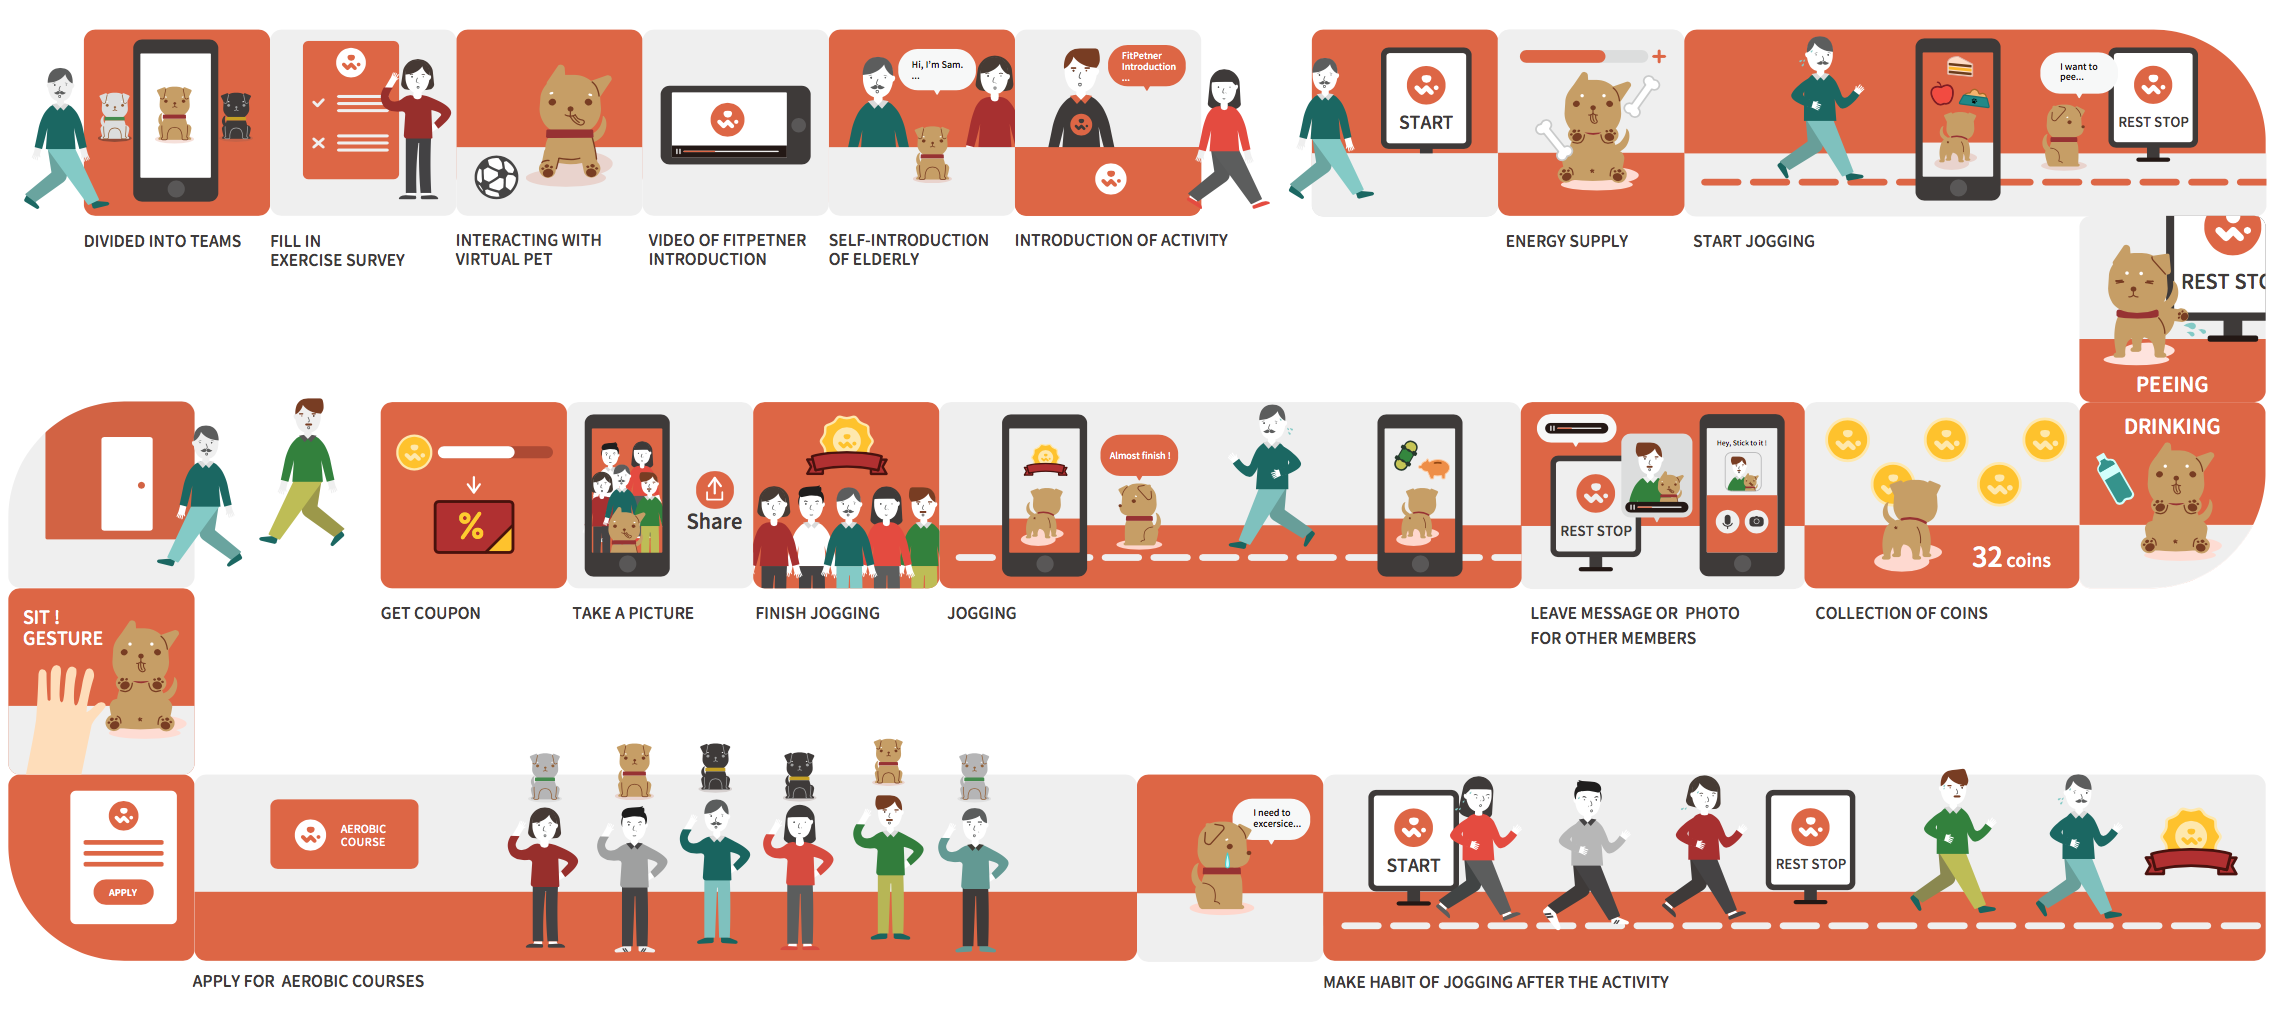 Hi, I'm Sam.
...
FitPetner
Introduction
...
START
I want to
pee...
REST STOP
DIVIDED INTO TEAMS
FILL IN
EXERCISE SURVEY
INTERACTING WITH
VIRTUAL PET
VIDEO OF FITPETNER
INTRODUCTION
SELF-INTRODUCTION
OF ELDERLY
INTRODUCTION OF ACTIVITY
ENERGY SUPPLY
START JOGGING
REST STO
PEEING
DRINKING
32 coins
Hey, Stick to it !
REST STOP
Almost finish !
Share
%
COLLECTION OF COINS
LEAVE MESSAGE OR PHOTO
FOR OTHER MEMBERS
JOGGING
FINISH JOGGING
TAKE A PICTURE
GET COUPON
SIT !
GESTURE
APPLY
AEROBIC
COURSE
I need to
excersice...
START
REST STOP
APPLY FOR AEROBIC COURSES
MAKE HABIT OF JOGGING AFTER THE ACTIVITY